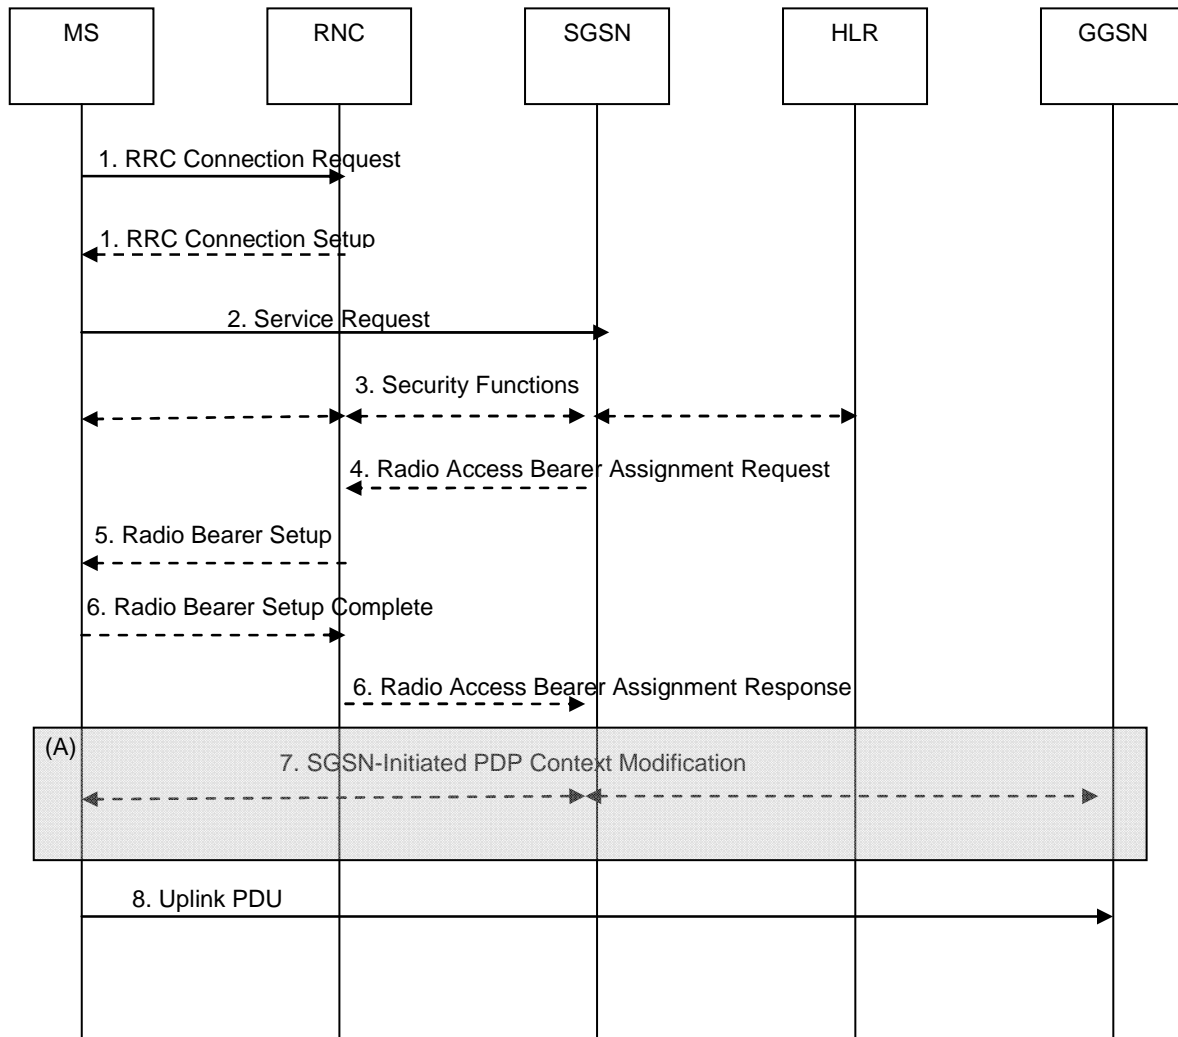 MS
RNC
SGSN
HLR
GGSN
1. RRC Connection Request
1. RRC Connection Setup
2. Service Request
3. Security Functions
4. Radio Access Bearer Assignment Request
5. Radio Bearer Setup
6. Radio Bearer Setup Complete
6. Radio Access Bearer Assignment Response
(A)
7. SGSN-Initiated PDP Context Modification
8. Uplink PDU